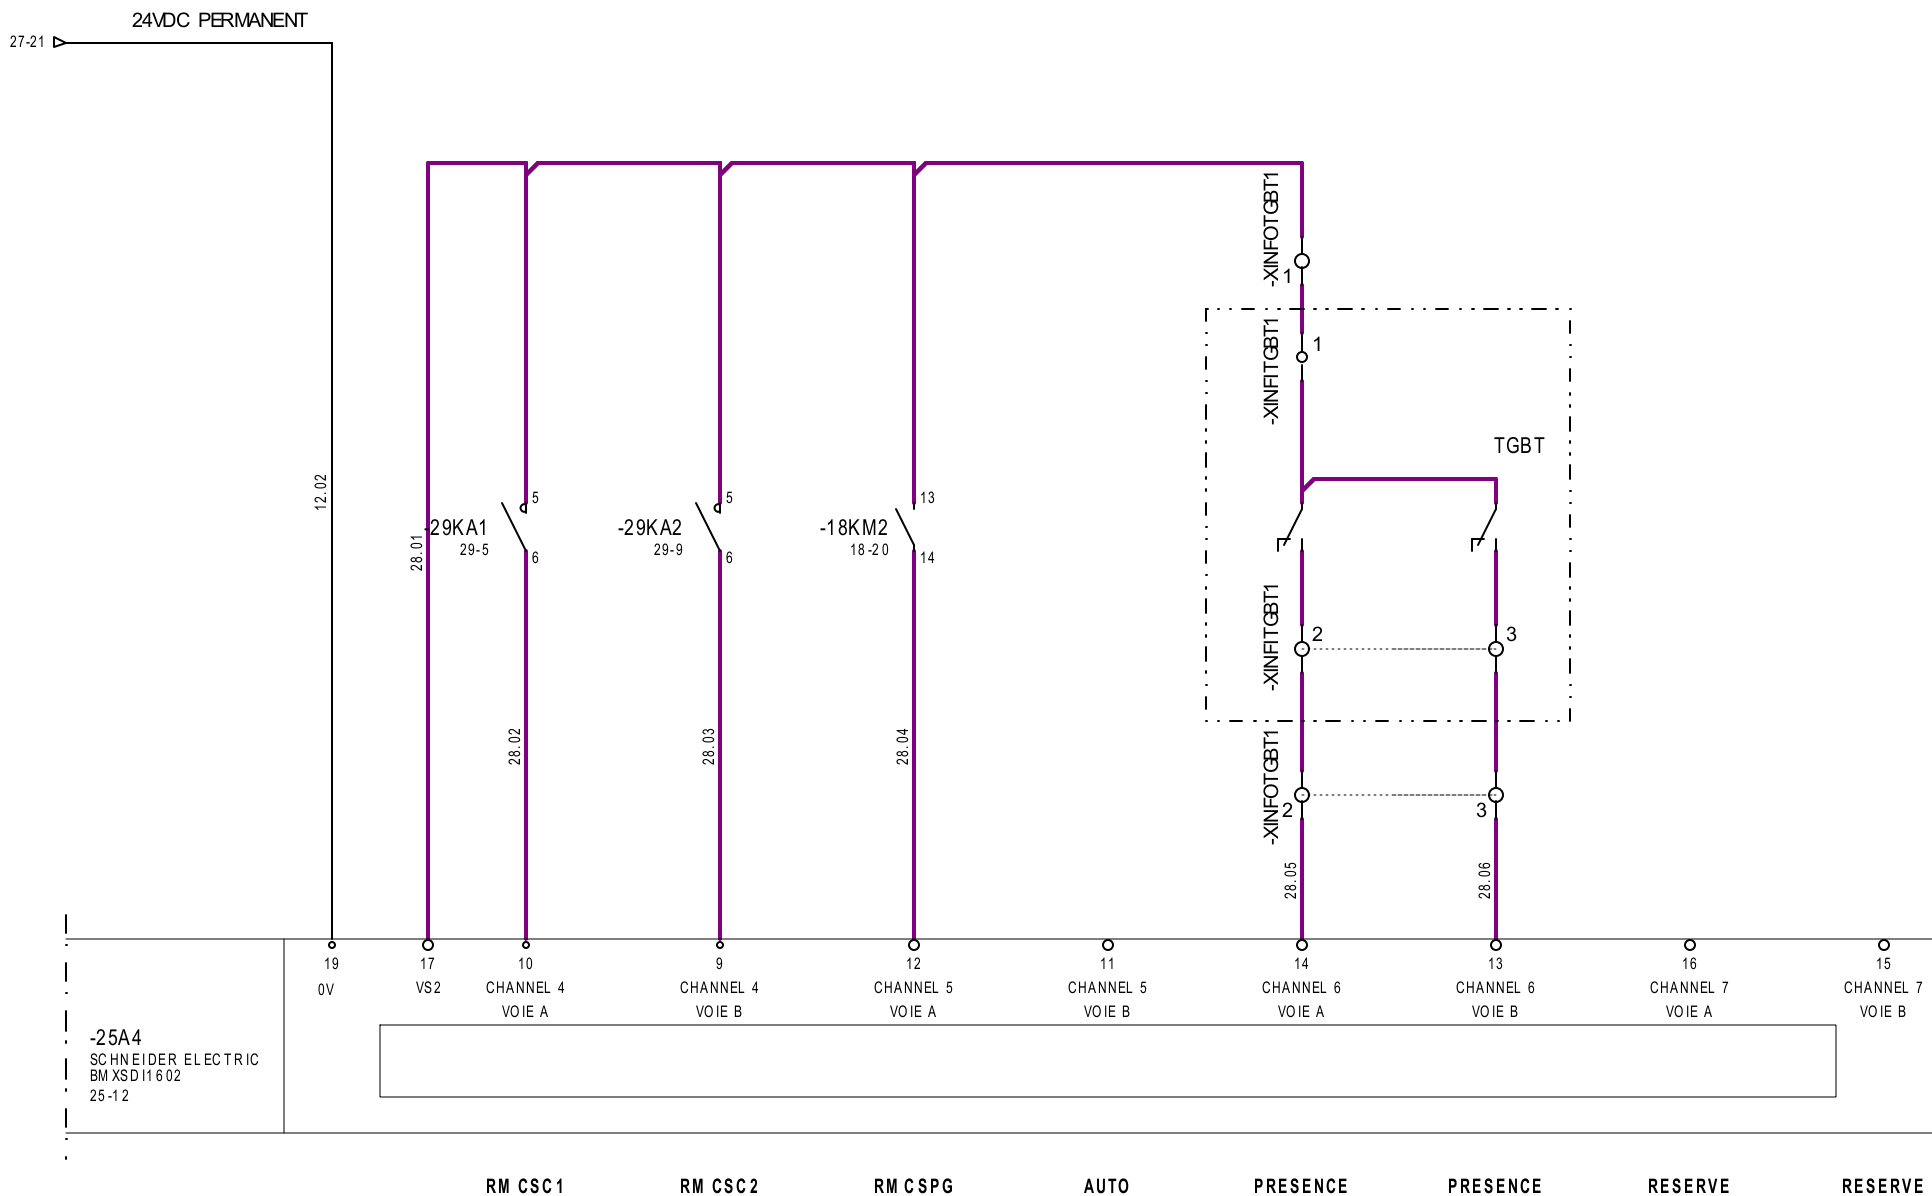 24VDC PERMANENT
27-21
-XINFOTGBT1
1
-XINFITGBT1
1
TGBT
12.02
28.01
-29KA1
29-5
5
6
-29KA2
29-9
5
6
-18KM2
18-20
13
14
-XINFITGBT1
2
3
28.02
28.03
28.04
-XINFOTGBT1
2
3
28.05
28.06
19
17
10
9
12
11
14
13
16
15
0V
VS2
CHANNEL 4
CHANNEL 4
CHANNEL 5
CHANNEL 5
CHANNEL 6
CHANNEL 6
CHANNEL 7
CHANNEL 7
VOIE A
VOIE B
VOIE A
VOIE B
VOIE A
VOIE B
VOIE A
VOIE B
-25A4
SCHNEIDER ELECTRIC
BMXSDI1602
25-12
RM CSC1
RM CSC2
RM CSPG
AUTO
PRESENCE
PRESENCE
RESERVE
RESERVE